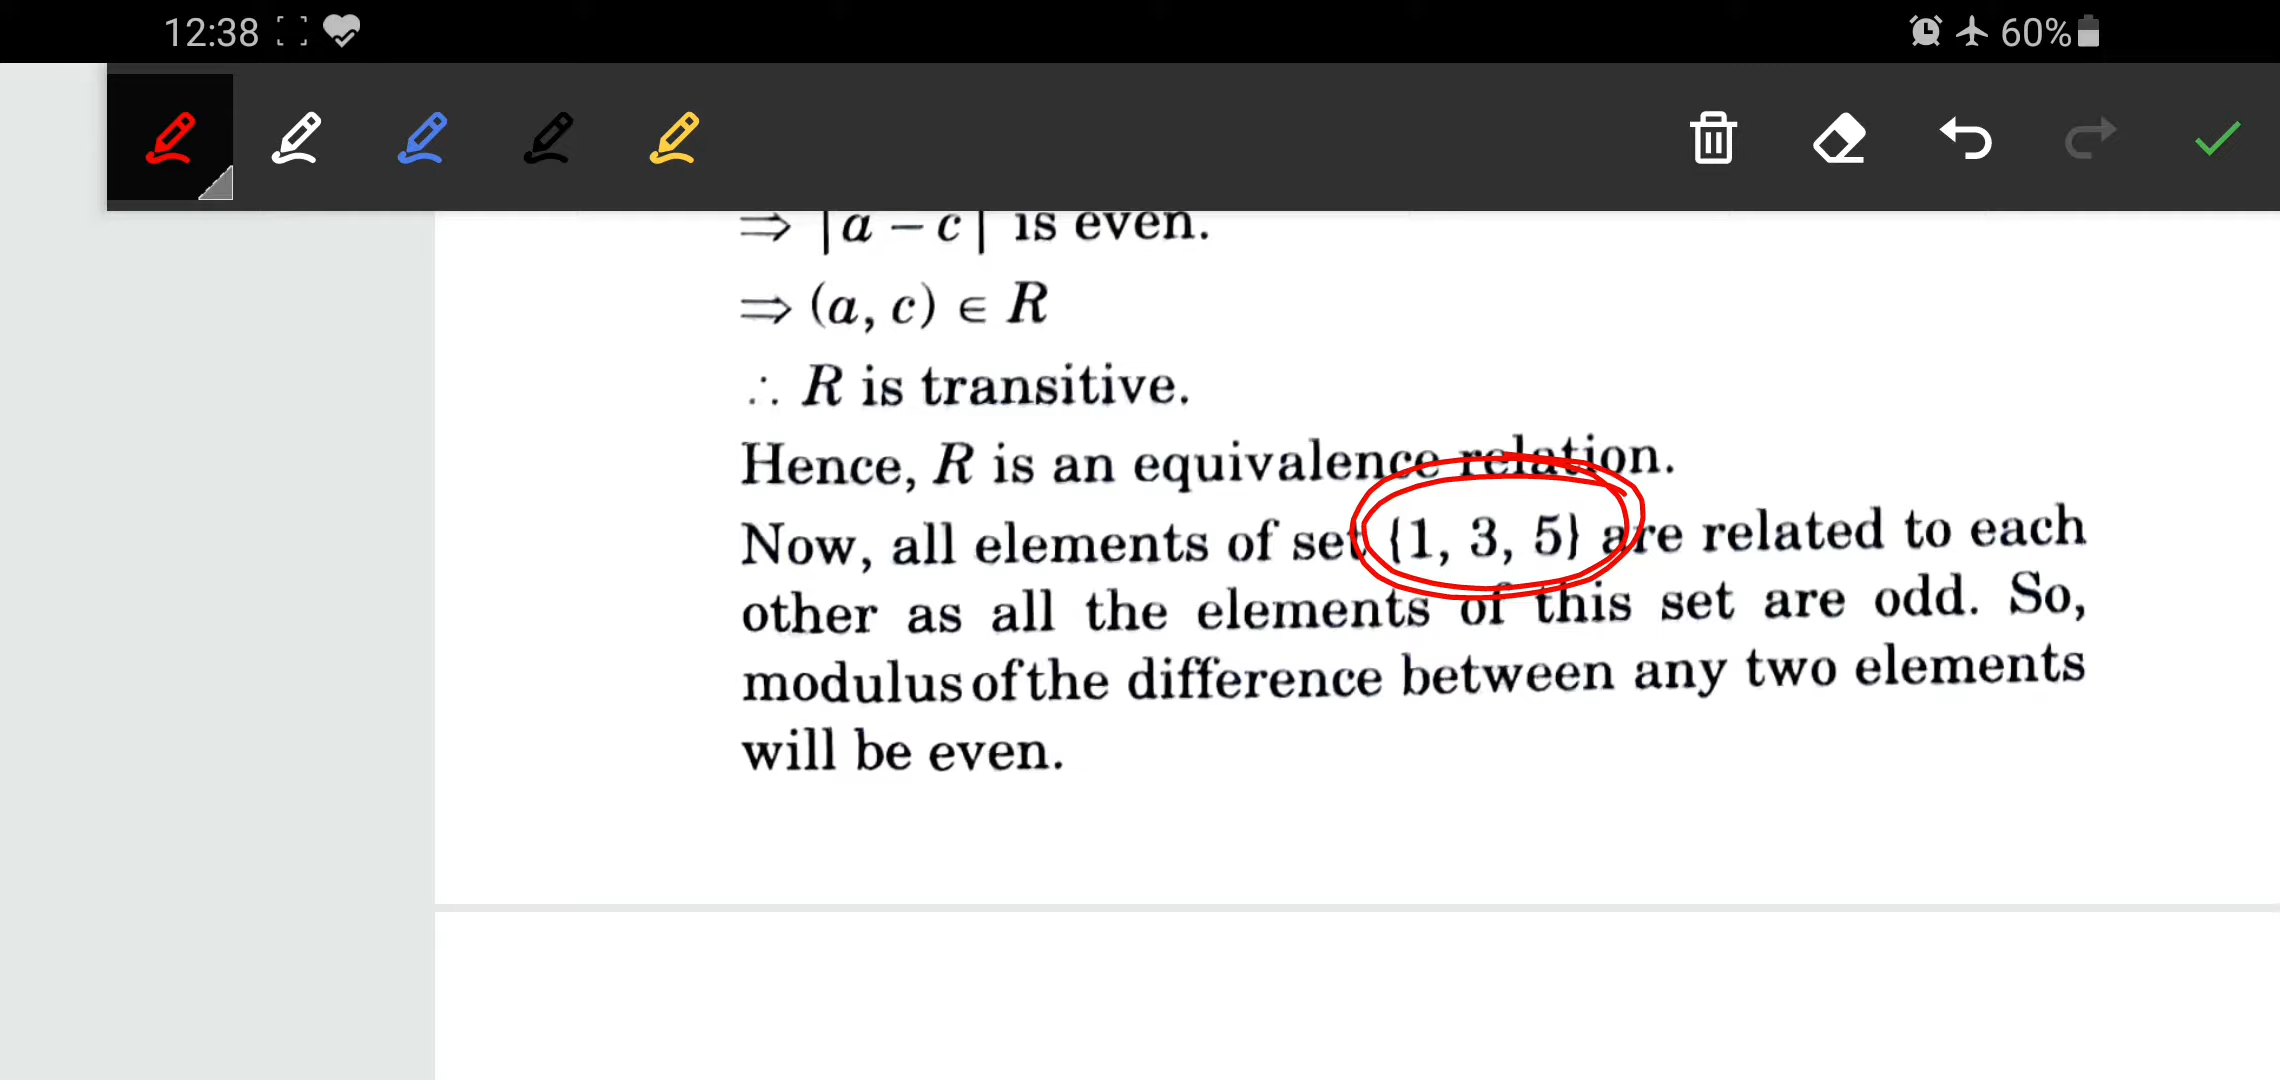 12:38
60%
⇒ |a − c| is even.
⇒ (a, c) ∈ R
∴ R is transitive.
Hence, R is an equivalence relation.
Now, all elements of set {1, 3, 5} are related to each
other as all the elements of this set are odd. So,
modulus of the difference between any two elements
will be even.